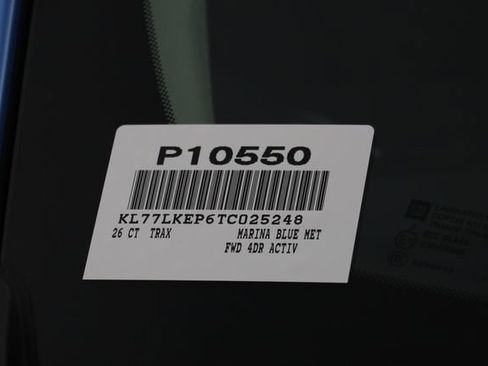 P10550
KL77LKEP6TC025248
26 CT TRAX MARINA BLUE MET
FWD 4DR ACTIV